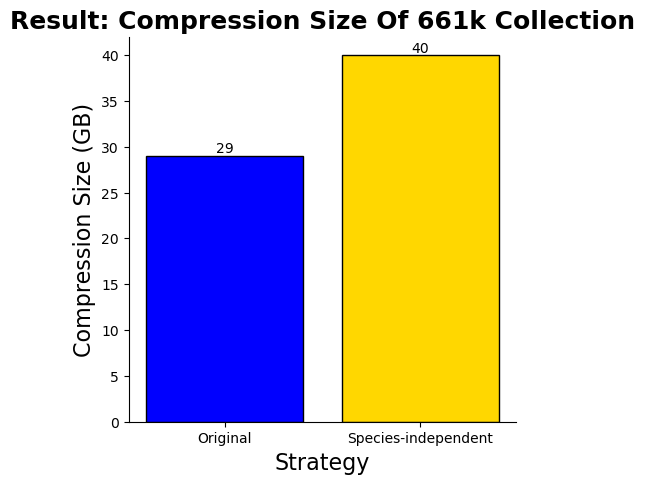 Result: Compression Size Of 661k Collection
Compression Size (GB)
40
35
30
25
20
15
10
5
0
29
40
Original
Species-independent
Strategy